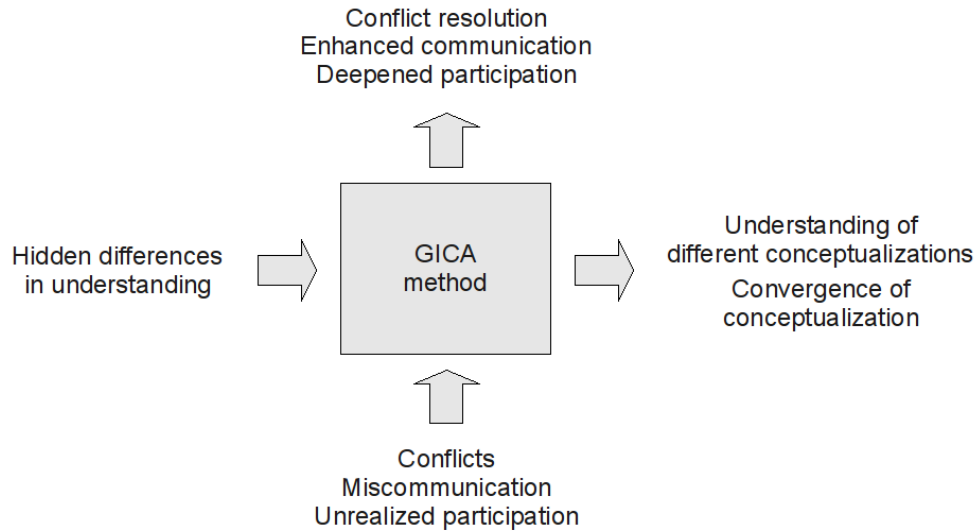 Conflict resolution
Enhanced communication
Deepened participation
Hidden differences
in understanding
GICA
method
Understanding of
different conceptualizations
Convergence of
conceptualization
Conflicts
Miscommunication
Unrealized participation